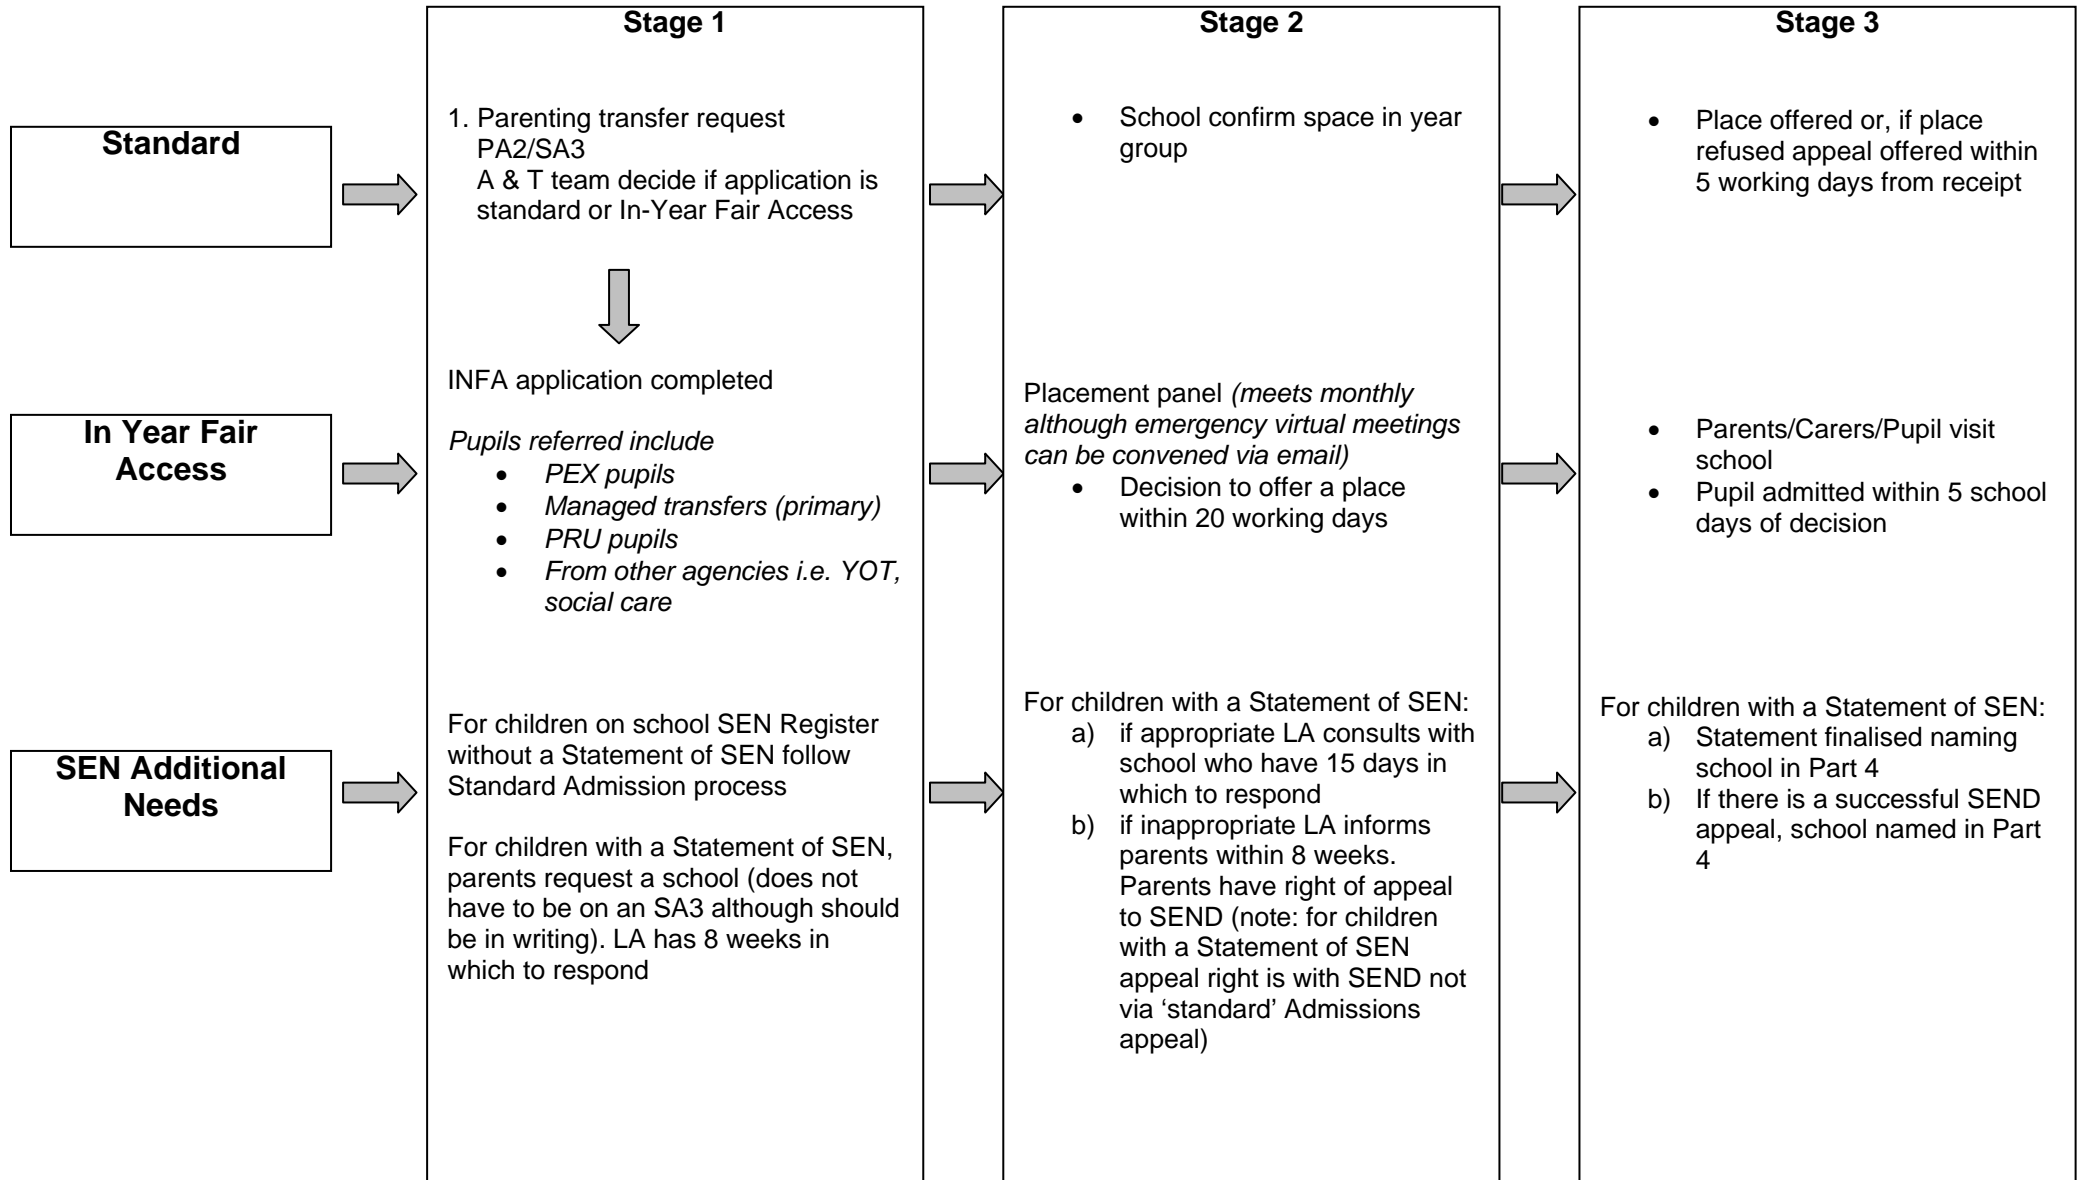 Stage 1
Stage 2
Stage 3
Standard
1. Parenting transfer request
PA2/SA3
A & T team decide if application is
standard or In-Year Fair Access
• School confirm space in year
group
• Place offered or, if place
refused appeal offered within
5 working days from receipt
In Year Fair
Access
INFA application completed
Pupils referred include
• PEX pupils
• Managed transfers (primary)
• PRU pupils
• From other agencies i.e. YOT,
social care
Placement panel (meets monthly
although emergency virtual meetings
can be convened via email)
• Decision to offer a place
within 20 working days
• Parents/Carers/Pupil visit
school
• Pupil admitted within 5 school
days of decision
SEN Additional
Needs
For children on school SEN Register
without a Statement of SEN follow
Standard Admission process
For children with a Statement of SEN,
parents request a school (does not
have to be on an SA3 although should
be in writing). LA has 8 weeks in
which to respond
For children with a Statement of SEN:
a) if appropriate LA consults with
school who have 15 days in
which to respond
b) if inappropriate LA informs
parents within 8 weeks.
Parents have right of appeal
to SEND (note: for children
with a Statement of SEN
appeal right is with SEND not
via ‘standard’ Admissions
appeal)
For children with a Statement of SEN:
a) Statement finalised naming
school in Part 4
b) If there is a successful SEND
appeal, school named in Part
4